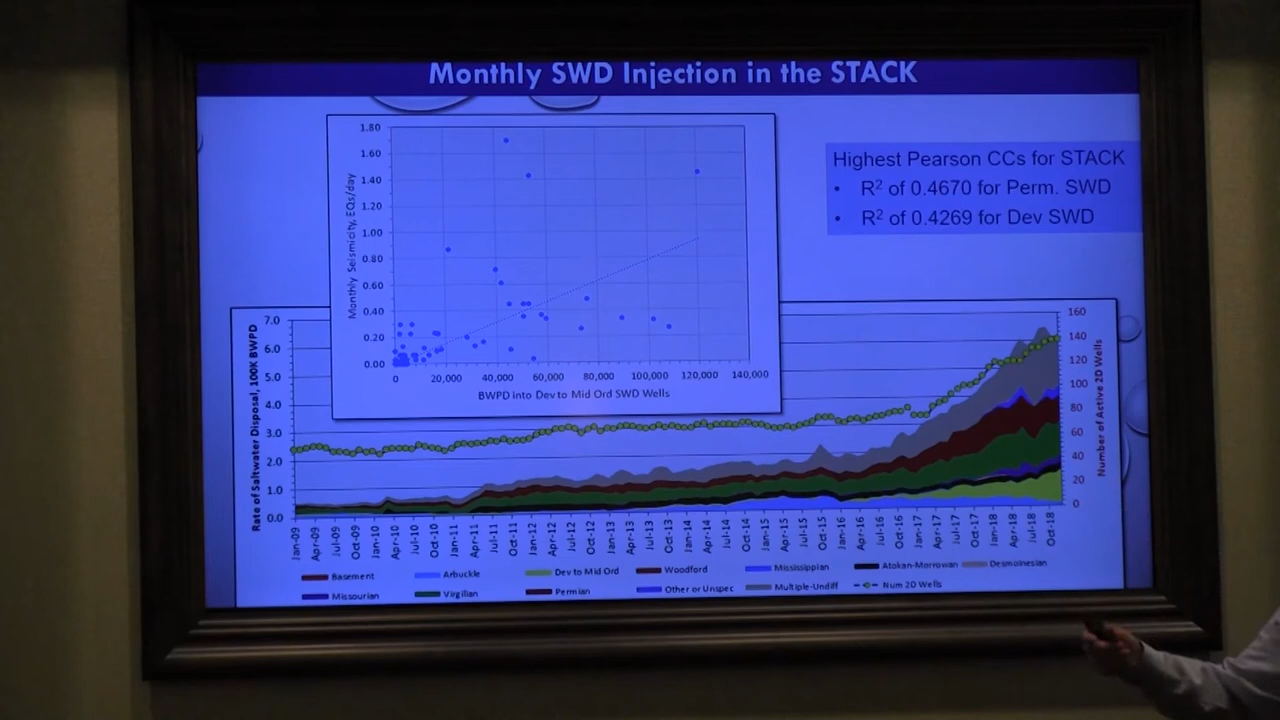 Monthly SWD Injection in the STACK
Highest Pearson CCs for STACK
• R² of 0.4670 for Perm. SWD
• R² of 0.4269 for Dev SWD
Monthly Seismicity, EQs/day
1.80
1.60
1.40
1.20
1.00
0.80
0.60
0.40
0.20
0.00
0 20,000 40,000 60,000 80,000 100,000 120,000 140,000
BWPD into Dev to Mid Ord SWD Wells
Rate of Saltwater Disposal, 100K BWPD
7.0
6.0
5.0
4.0
3.0
2.0
1.0
0.0
160
140
120
100
80
60
40
20
0
Number of Active 2D Wells
Jan-09 Apr-09 Jul-09 Oct-09 Jan-10 Apr-10 Jul-10 Oct-10 Jan-11 Apr-11 Jul-11 Oct-11 Jan-12 Apr-12 Jul-12 Oct-12 Jan-13 Apr-13 Jul-13 Oct-13 Jan-14 Apr-14 Jul-14 Oct-14 Jan-15 Apr-15 Jul-15 Oct-15 Jan-16 Apr-16 Jul-16 Oct-16 Jan-17 Apr-17 Jul-17 Oct-17 Jan-18 Apr-18 Jul-18 Oct-18
Basement Arbuckle Dev to Mid Ord Woodford Mississippian Atokan-Morrowan Desmoinesian
Missourian Virgilian Permian Other or Unspec Multiple-Undiff Num 2D Wells